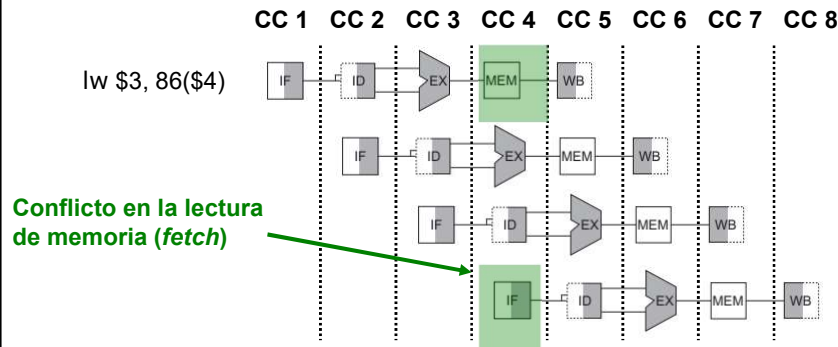 CC 1 CC 2 CC 3 CC 4 CC 5 CC 6 CC 7 CC 8
lw $3, 86($4) IF ID EX MEM WB
IF ID EX MEM WB
Conflicto en la lectura
de memoria (fetch)
IF ID EX MEM WB
IF ID EX MEM WB